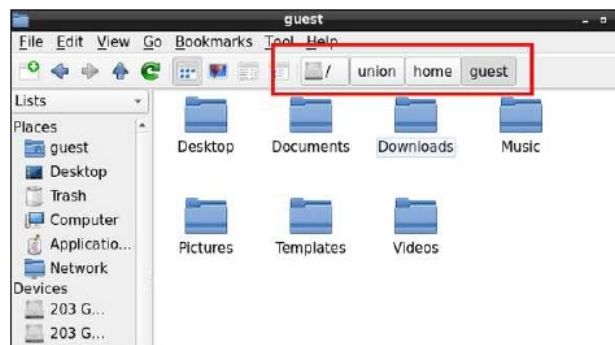 guest
File Edit View Go Bookmarks Tool Help
/ union home guest
Lists
Places
guest
Desktop
Trash
Computer
Applicatio...
Network
Devices
203 G...
203 G...
Desktop Documents Downloads Music
Pictures Templates Videos